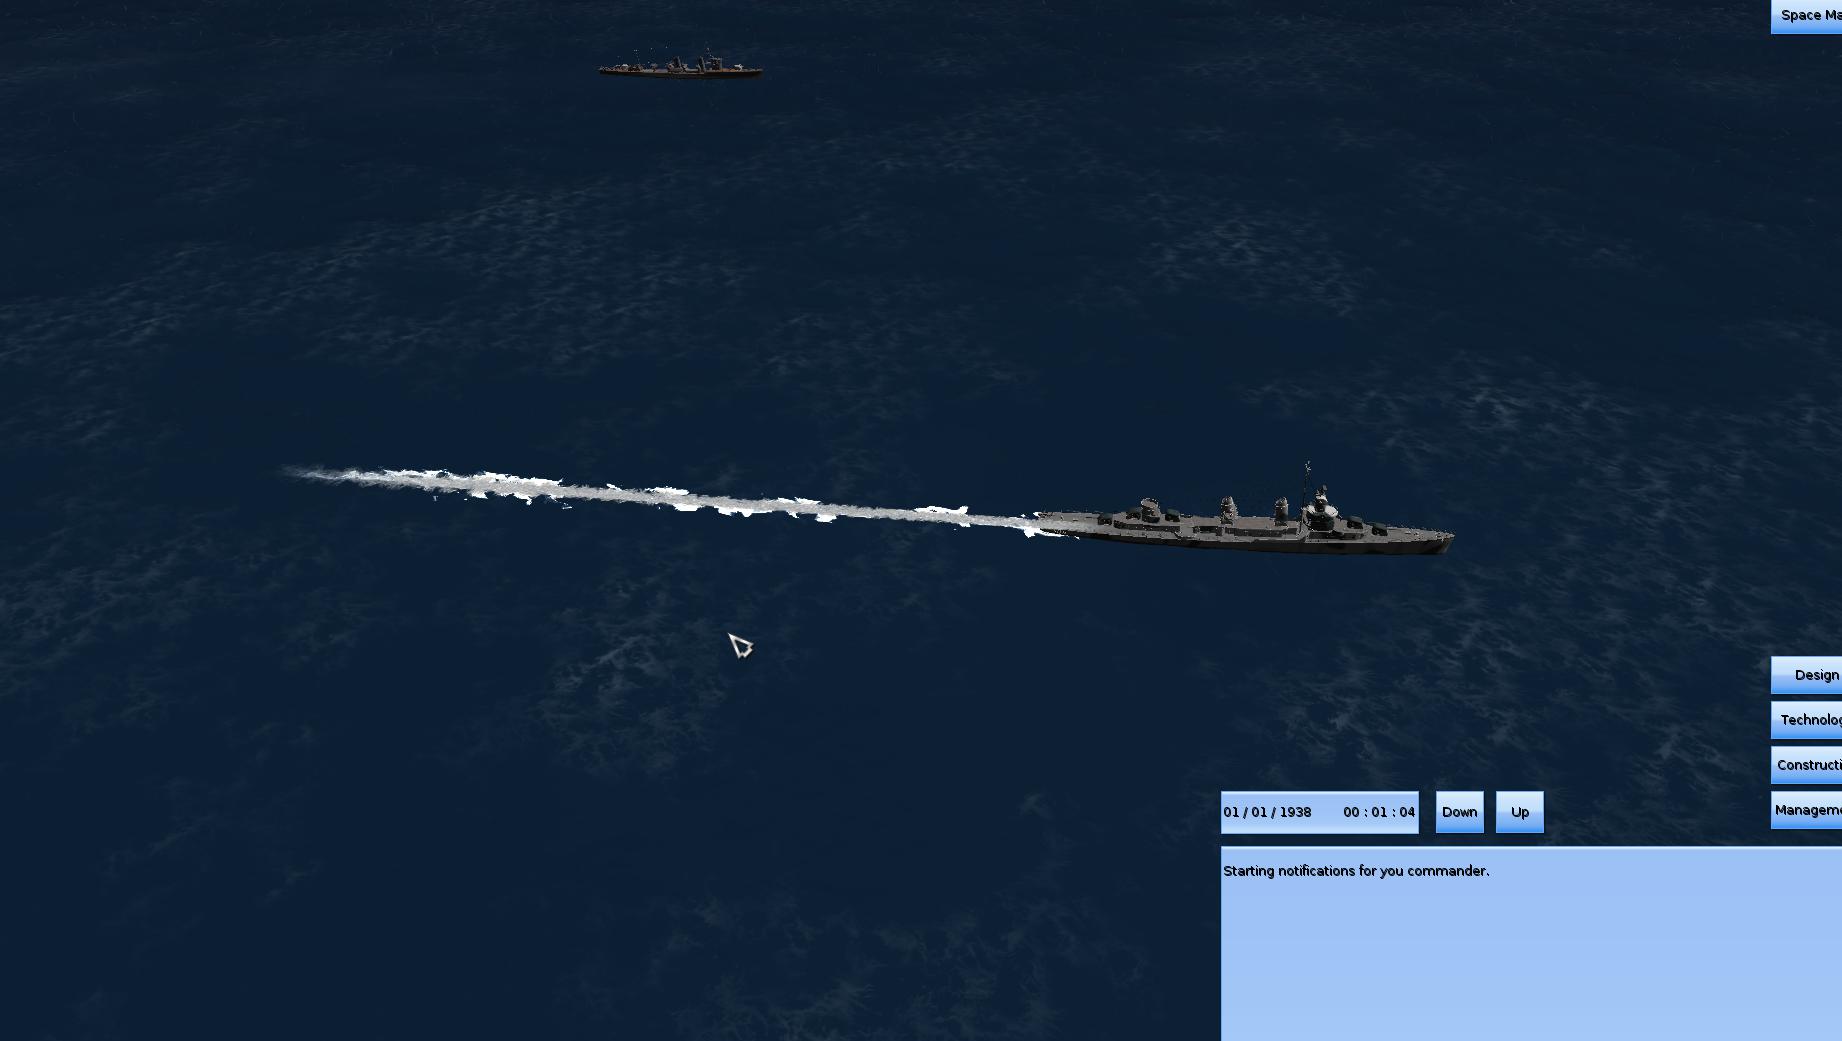 Space Ma
Design
Technolog
Constructi
Manageme
01 / 01 / 1938 00 : 01 : 04 Down Up
Starting notifications for you commander.